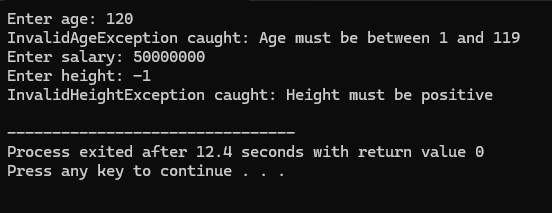 Enter age: 120
InvalidAgeException caught: Age must be between 1 and 119
Enter salary: 50000000
Enter height: -1
InvalidHeightException caught: Height must be positive
--------------------------------
Process exited after 12.4 seconds with return value 0
Press any key to continue . . .